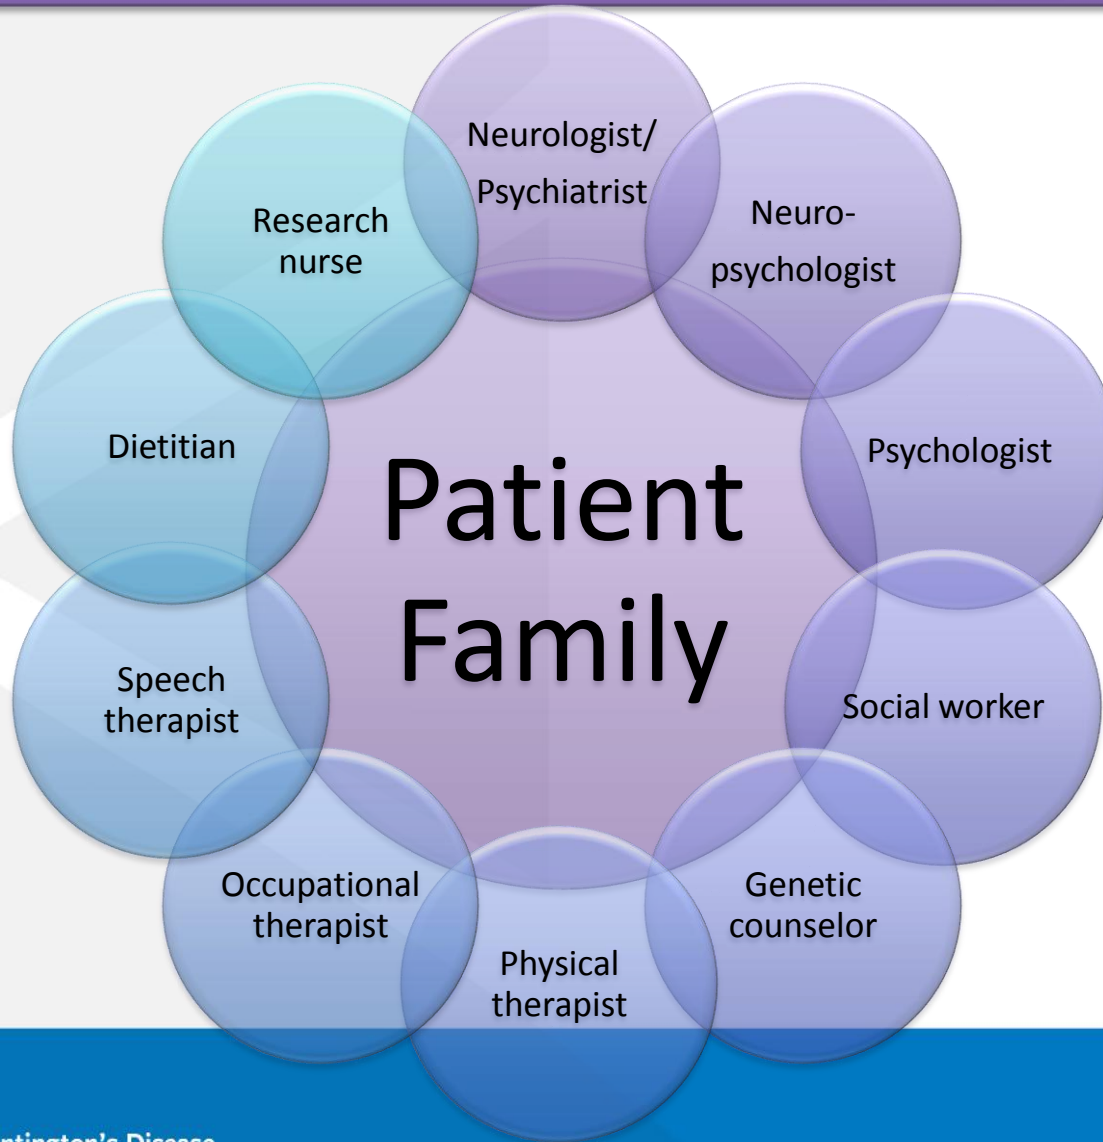 Neurologist/
Psychiatrist
Neuro-
psychologist
Psychologist
Social worker
Genetic
counselor
Physical
therapist
Occupational
therapist
Speech
therapist
Dietitian
Research
nurse
Patient
Family